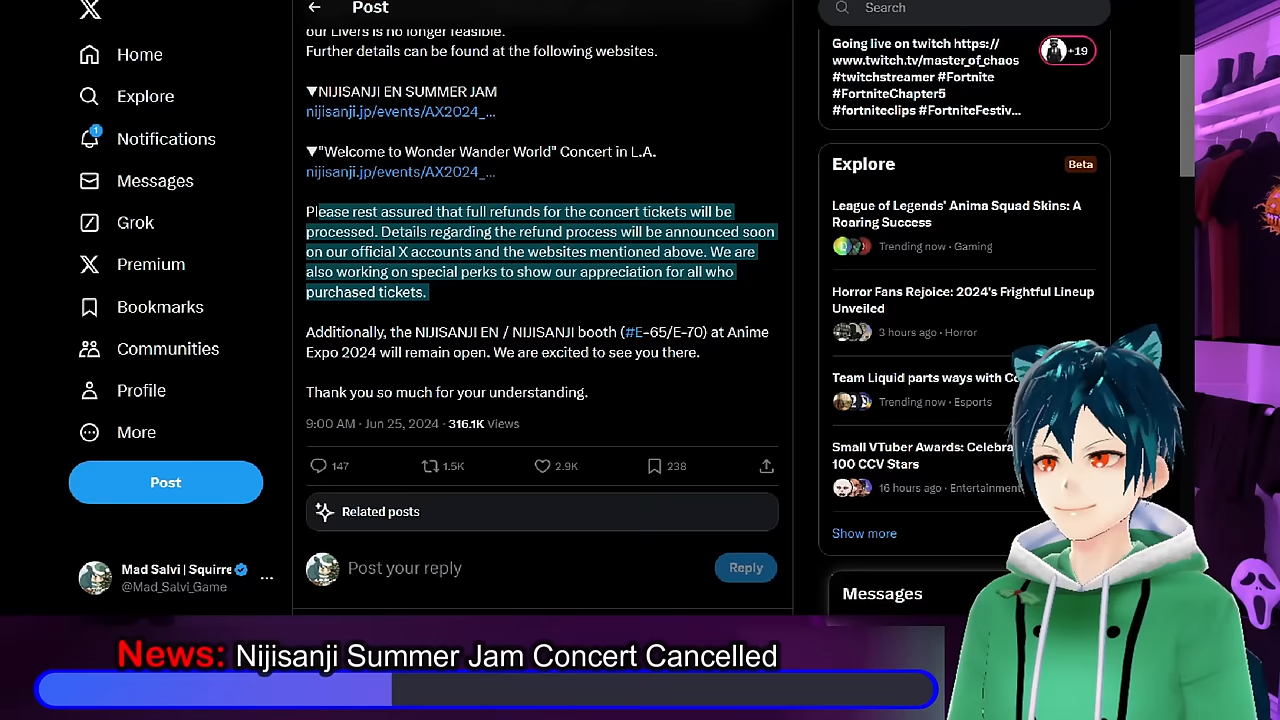 Home
Explore
Notifications
1
Messages
Grok
Premium
Bookmarks
Communities
Profile
More
Post
Mad Salvi | Squirre
@Mad_Salvi_Game
Post
our Livers is no longer feasible.
Further details can be found at the following websites.
▼NIJISANJI EN SUMMER JAM
nijisanji.jp/events/AX2024_...
▼"Welcome to Wonder Wander World" Concert in L.A.
nijisanji.jp/events/AX2024_...
Please rest assured that full refunds for the concert tickets will be
processed. Details regarding the refund process will be announced soon
on our official X accounts and the websites mentioned above. We are
also working on special perks to show our appreciation for all who
purchased tickets.
Additionally, the NIJISANJI EN / NIJISANJI booth (#E-65/E-70) at Anime
Expo 2024 will remain open. We are excited to see you there.
Thank you so much for your understanding.
9:00 AM · Jun 25, 2024 · 316.1K Views
147 1.5K 2.9K 238
Related posts
Post your reply
Reply
Search
Going live on twitch https://
www.twitch.tv/master_of_chaos
#twitchstreamer #Fortnite
#FortniteChapter5
#fortniteclips #FortniteFestiv...
+19
Explore
Beta
League of Legends' Anima Squad Skins: A
Roaring Success
Trending now · Gaming
Horror Fans Rejoice: 2024's Frightful Lineup
Unveiled
3 hours ago · Horror
Team Liquid parts ways with
Trending now · Esports
Small VTuber Awards:
100 CCV Stars
16 hours ago · Entertainment
Show more
Messages
News: Nijisanji Summer Jam Concert Cancelled